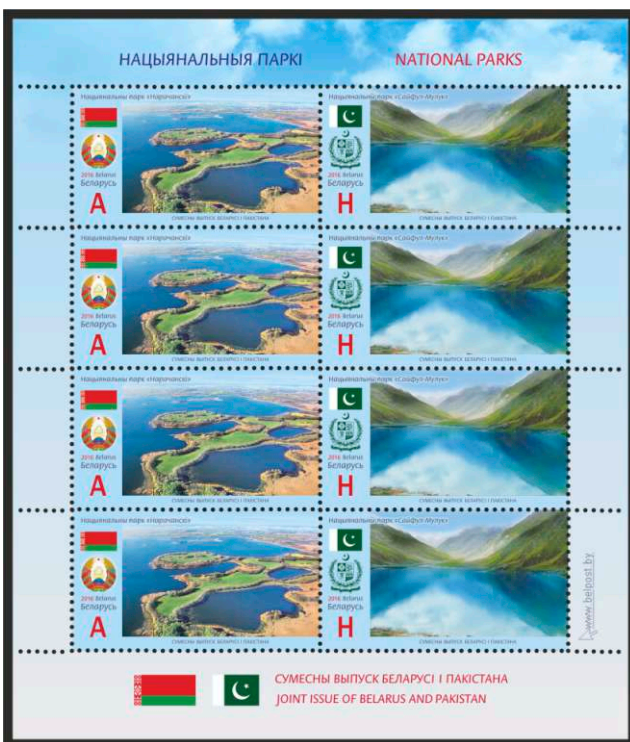 НАЦЫЯНАЛЬНЫЯ ПАРКІ
NATIONAL PARKS
Нацыянальны парк «Нарачанскі»
2016 Belarus
Беларусь
А
СУМЕСНЫ ВЫПУСК БЕЛАРУСІ І ПАКІСТАНА
Нацыянальны парк «Сайфул-Мулук»
2016 Belarus
Беларусь
Н
СУМЕСНЫ ВЫПУСК БЕЛАРУСІ І ПАКІСТАНА
Нацыянальны парк «Нарачанскі»
2016 Belarus
Беларусь
А
СУМЕСНЫ ВЫПУСК БЕЛАРУСІ І ПАКІСТАНА
Нацыянальны парк «Сайфул-Мулук»
2016 Belarus
Беларусь
Н
СУМЕСНЫ ВЫПУСК БЕЛАРУСІ І ПАКІСТАНА
Нацыянальны парк «Нарачанскі»
2016 Belarus
Беларусь
А
СУМЕСНЫ ВЫПУСК БЕЛАРУСІ І ПАКІСТАНА
Нацыянальны парк «Сайфул-Мулук»
2016 Belarus
Беларусь
Н
СУМЕСНЫ ВЫПУСК БЕЛАРУСІ І ПАКІСТАНА
Нацыянальны парк «Нарачанскі»
2016 Belarus
Беларусь
А
СУМЕСНЫ ВЫПУСК БЕЛАРУСІ І ПАКІСТАНА
Нацыянальны парк «Сайфул-Мулук»
2016 Belarus
Беларусь
Н
СУМЕСНЫ ВЫПУСК БЕЛАРУСІ І ПАКІСТАНА
www.belpost.by
СУМЕСНЫ ВЫПУСК БЕЛАРУСІ І ПАКІСТАНА
JOINT ISSUE OF BELARUS AND PAKISTAN